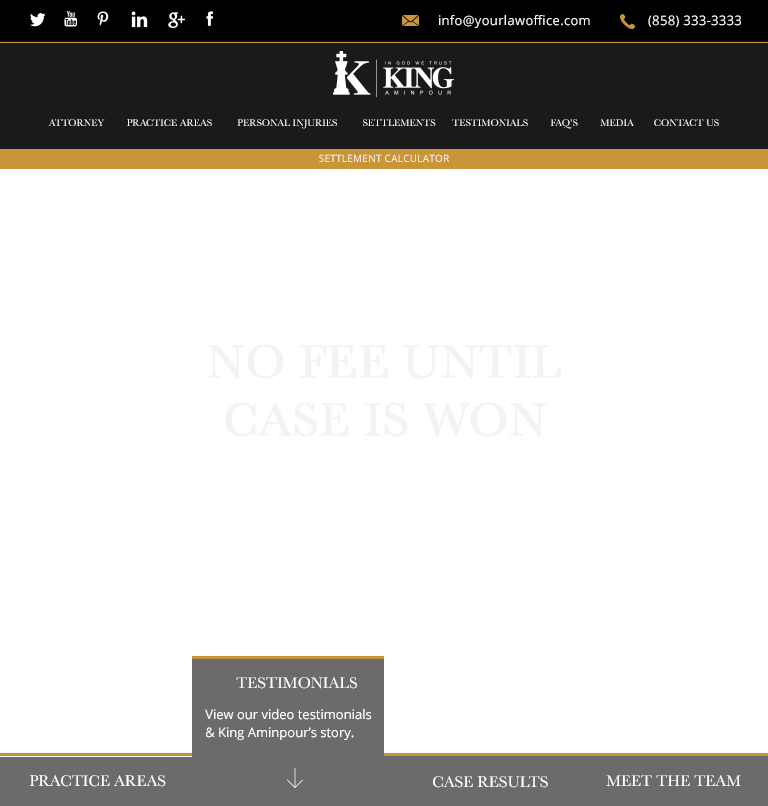 info@yourlawoffice.com (858) 333-3333
IN GOD WE TRUST
KING
AMINPOUR
ATTORNEY PRACTICE AREAS PERSONAL INJURIES SETTLEMENTS TESTIMONIALS FAQ'S MEDIA CONTACT US
SETTLEMENT CALCULATOR
NO FEE UNTIL
CASE IS WON
TESTIMONIALS
View our video testimonials
& King Aminpour's story.
PRACTICE AREAS CASE RESULTS MEET THE TEAM